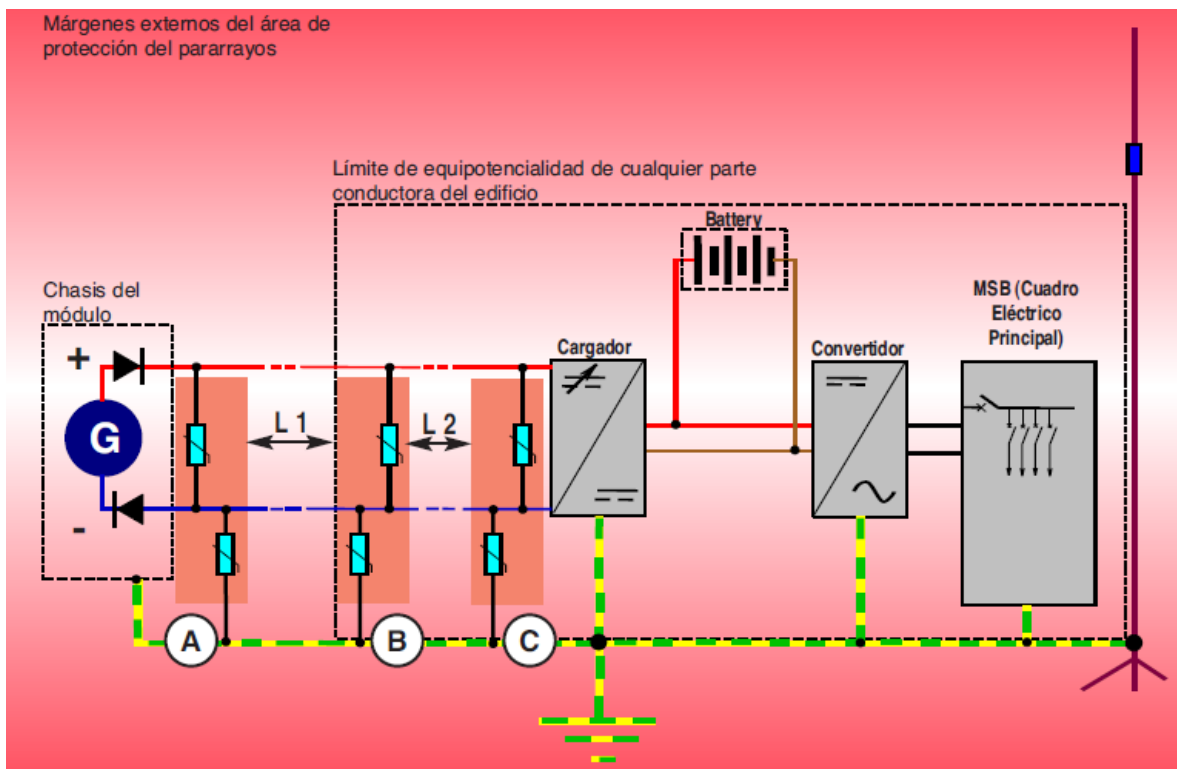 Márgenes externos del área de
protección del pararrayos
Límite de equipotencialidad de cualquier parte
conductora del edificio
Battery
Chasis del
módulo
MSB (Cuadro
Eléctrico
Principal)
Cargador
Convertidor
+
G
-
L 1
L 2
A
B
C